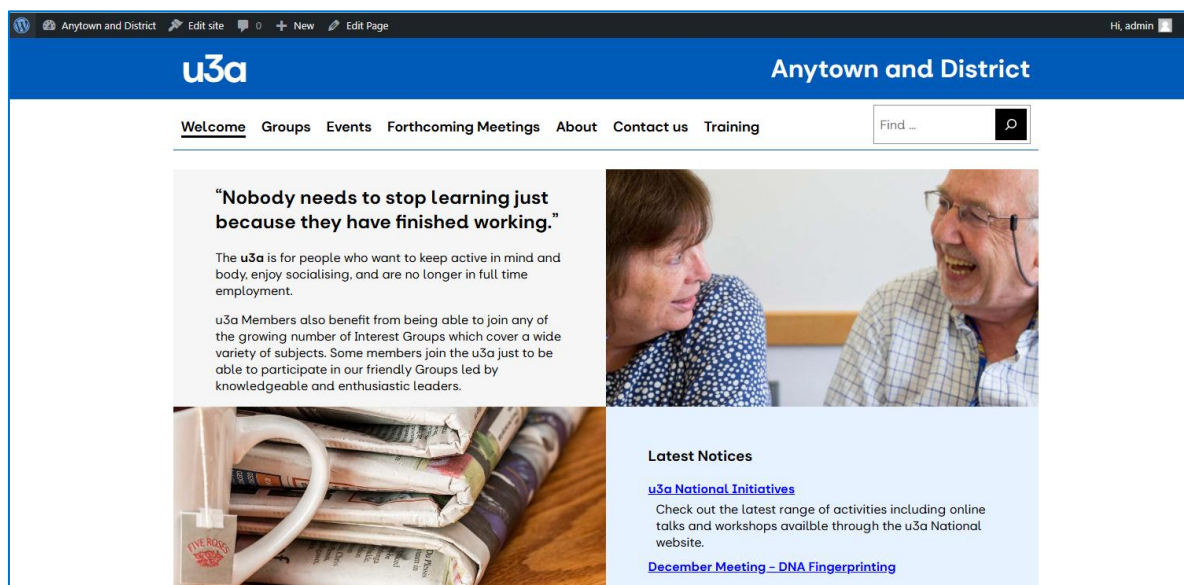 Anytown and District Edit site 0 New Edit Page Hi, admin
u3a Anytown and District
Welcome Groups Events Forthcoming Meetings About Contact us Training Find ...
“Nobody needs to stop learning just
because they have finished working.”
The u3a is for people who want to keep active in mind and
body, enjoy socialising, and are no longer in full time
employment.
u3a Members also benefit from being able to join any of
the growing number of Interest Groups which cover a wide
variety of subjects. Some members join the u3a just to be
able to participate in our friendly Groups led by
knowledgeable and enthusiastic leaders.
FIVE ROSES
Latest Notices
u3a National Initiatives
Check out the latest range of activities including online
talks and workshops availble through the u3a National
website.
December Meeting – DNA Fingerprinting